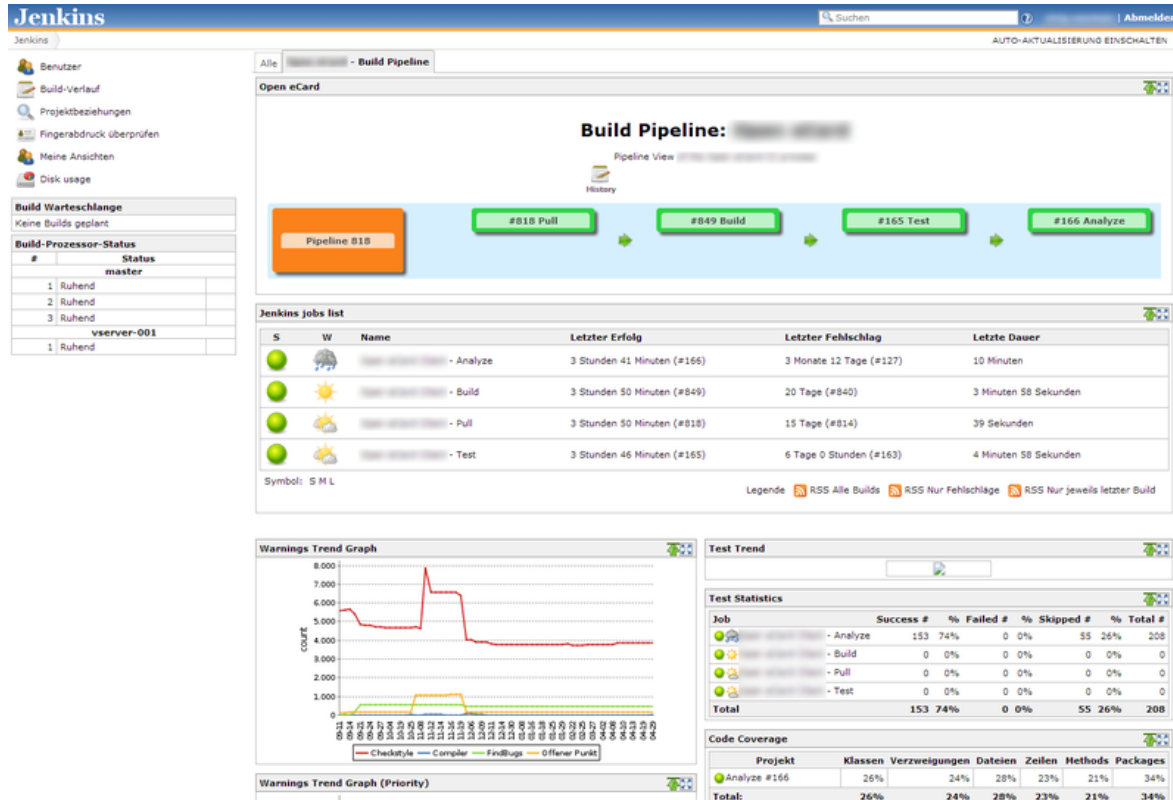 Jenkins
Suchen
| Abmelden
Jenkins
AUTO-AKTUALISIERUNG EINSCHALTEN
Benutzer
Build-Verlauf
Projektbeziehungen
Fingerabdruck überprüfen
Meine Ansichten
Disk usage
Build Warteschlange
Keine Builds geplant
Build-Prozessor-Status
# Status
master
1 Ruhend
2 Ruhend
3 Ruhend
vserver-001
1 Ruhend
Alle - Build Pipeline
Open eCard
Build Pipeline:
Pipeline View
History
Pipeline 818
#818 Pull
#849 Build
#165 Test
#166 Analyze
Jenkins jobs list
S W Name Letzter Erfolg Letzter Fehlschlag Letzte Dauer
- Analyze 3 Stunden 41 Minuten (#166) 3 Monate 12 Tage (#127) 10 Minuten
- Build 3 Stunden 50 Minuten (#849) 20 Tage (#840) 3 Minuten 58 Sekunden
- Pull 3 Stunden 50 Minuten (#818) 15 Tage (#814) 39 Sekunden
- Test 3 Stunden 46 Minuten (#165) 6 Tage 0 Stunden (#163) 4 Minuten 58 Sekunden
Symbol: S M L
Legende RSS Alle Builds RSS Nur Fehlschläge RSS Nur jeweils letzter Build
Warnings Trend Graph
8.000
7.000
6.000
5.000
4.000
3.000
2.000
1.000
0
count
Checkstyle Compiler FindBugs Offener Punkt
Warnings Trend Graph (Priority)
Test Trend
Test Statistics
Job Success # % Failed # % Skipped # % Total #
- Analyze 153 74% 0 0% 55 26% 208
- Build 0 0% 0 0% 0 0% 0
- Pull 0 0% 0 0% 0 0% 0
- Test 0 0% 0 0% 0 0% 0
Total 153 74% 0 0% 55 26% 208
Code Coverage
Projekt Klassen Verzweigungen Dateien Zeilen Methods Packages
Analyze #166 26% 24% 28% 23% 21% 34%
Total: 26% 24% 28% 23% 21% 34%